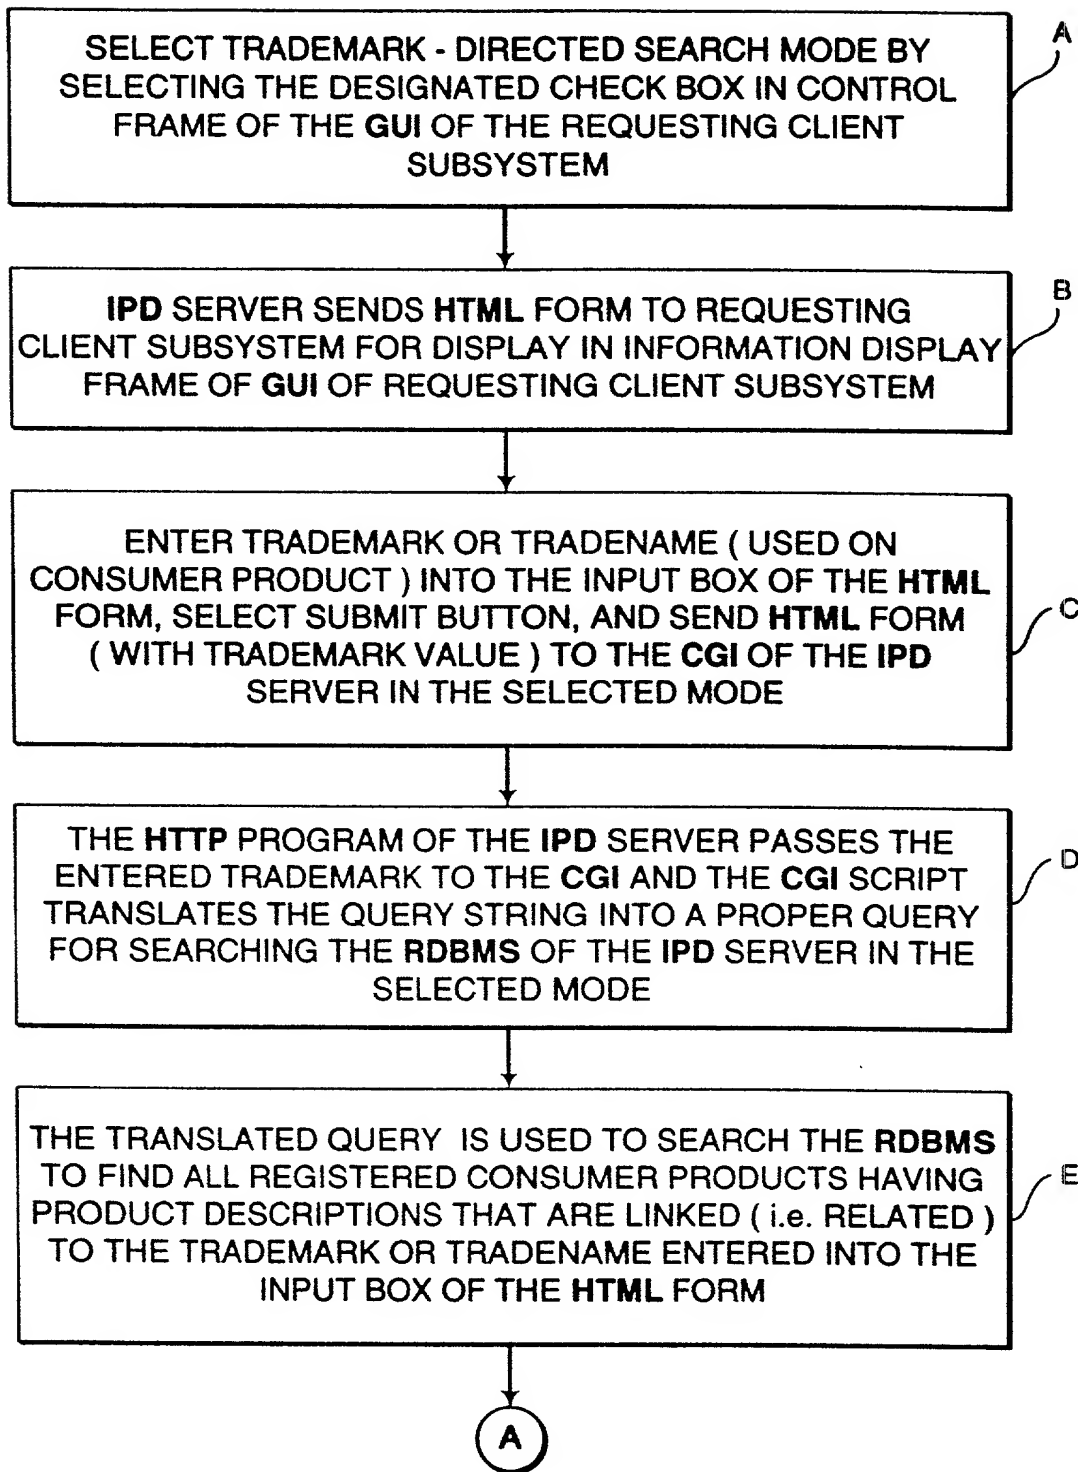 SELECT TRADEMARK - DIRECTED SEARCH MODE BY
SELECTING THE DESIGNATED CHECK BOX IN CONTROL
FRAME OF THE GUI OF THE REQUESTING CLIENT
SUBSYSTEM
A
IPD SERVER SENDS HTML FORM TO REQUESTING
CLIENT SUBSYSTEM FOR DISPLAY IN INFORMATION DISPLAY
FRAME OF GUI OF REQUESTING CLIENT SUBSYSTEM
B
ENTER TRADEMARK OR TRADENAME ( USED ON
CONSUMER PRODUCT ) INTO THE INPUT BOX OF THE HTML
FORM, SELECT SUBMIT BUTTON, AND SEND HTML FORM
( WITH TRADEMARK VALUE ) TO THE CGI OF THE IPD
SERVER IN THE SELECTED MODE
C
THE HTTP PROGRAM OF THE IPD SERVER PASSES THE
ENTERED TRADEMARK TO THE CGI AND THE CGI SCRIPT
TRANSLATES THE QUERY STRING INTO A PROPER QUERY
FOR SEARCHING THE RDBMS OF THE IPD SERVER IN THE
SELECTED MODE
D
THE TRANSLATED QUERY IS USED TO SEARCH THE RDBMS
TO FIND ALL REGISTERED CONSUMER PRODUCTS HAVING
PRODUCT DESCRIPTIONS THAT ARE LINKED ( i.e. RELATED )
TO THE TRADEMARK OR TRADENAME ENTERED INTO THE
INPUT BOX OF THE HTML FORM
E
A